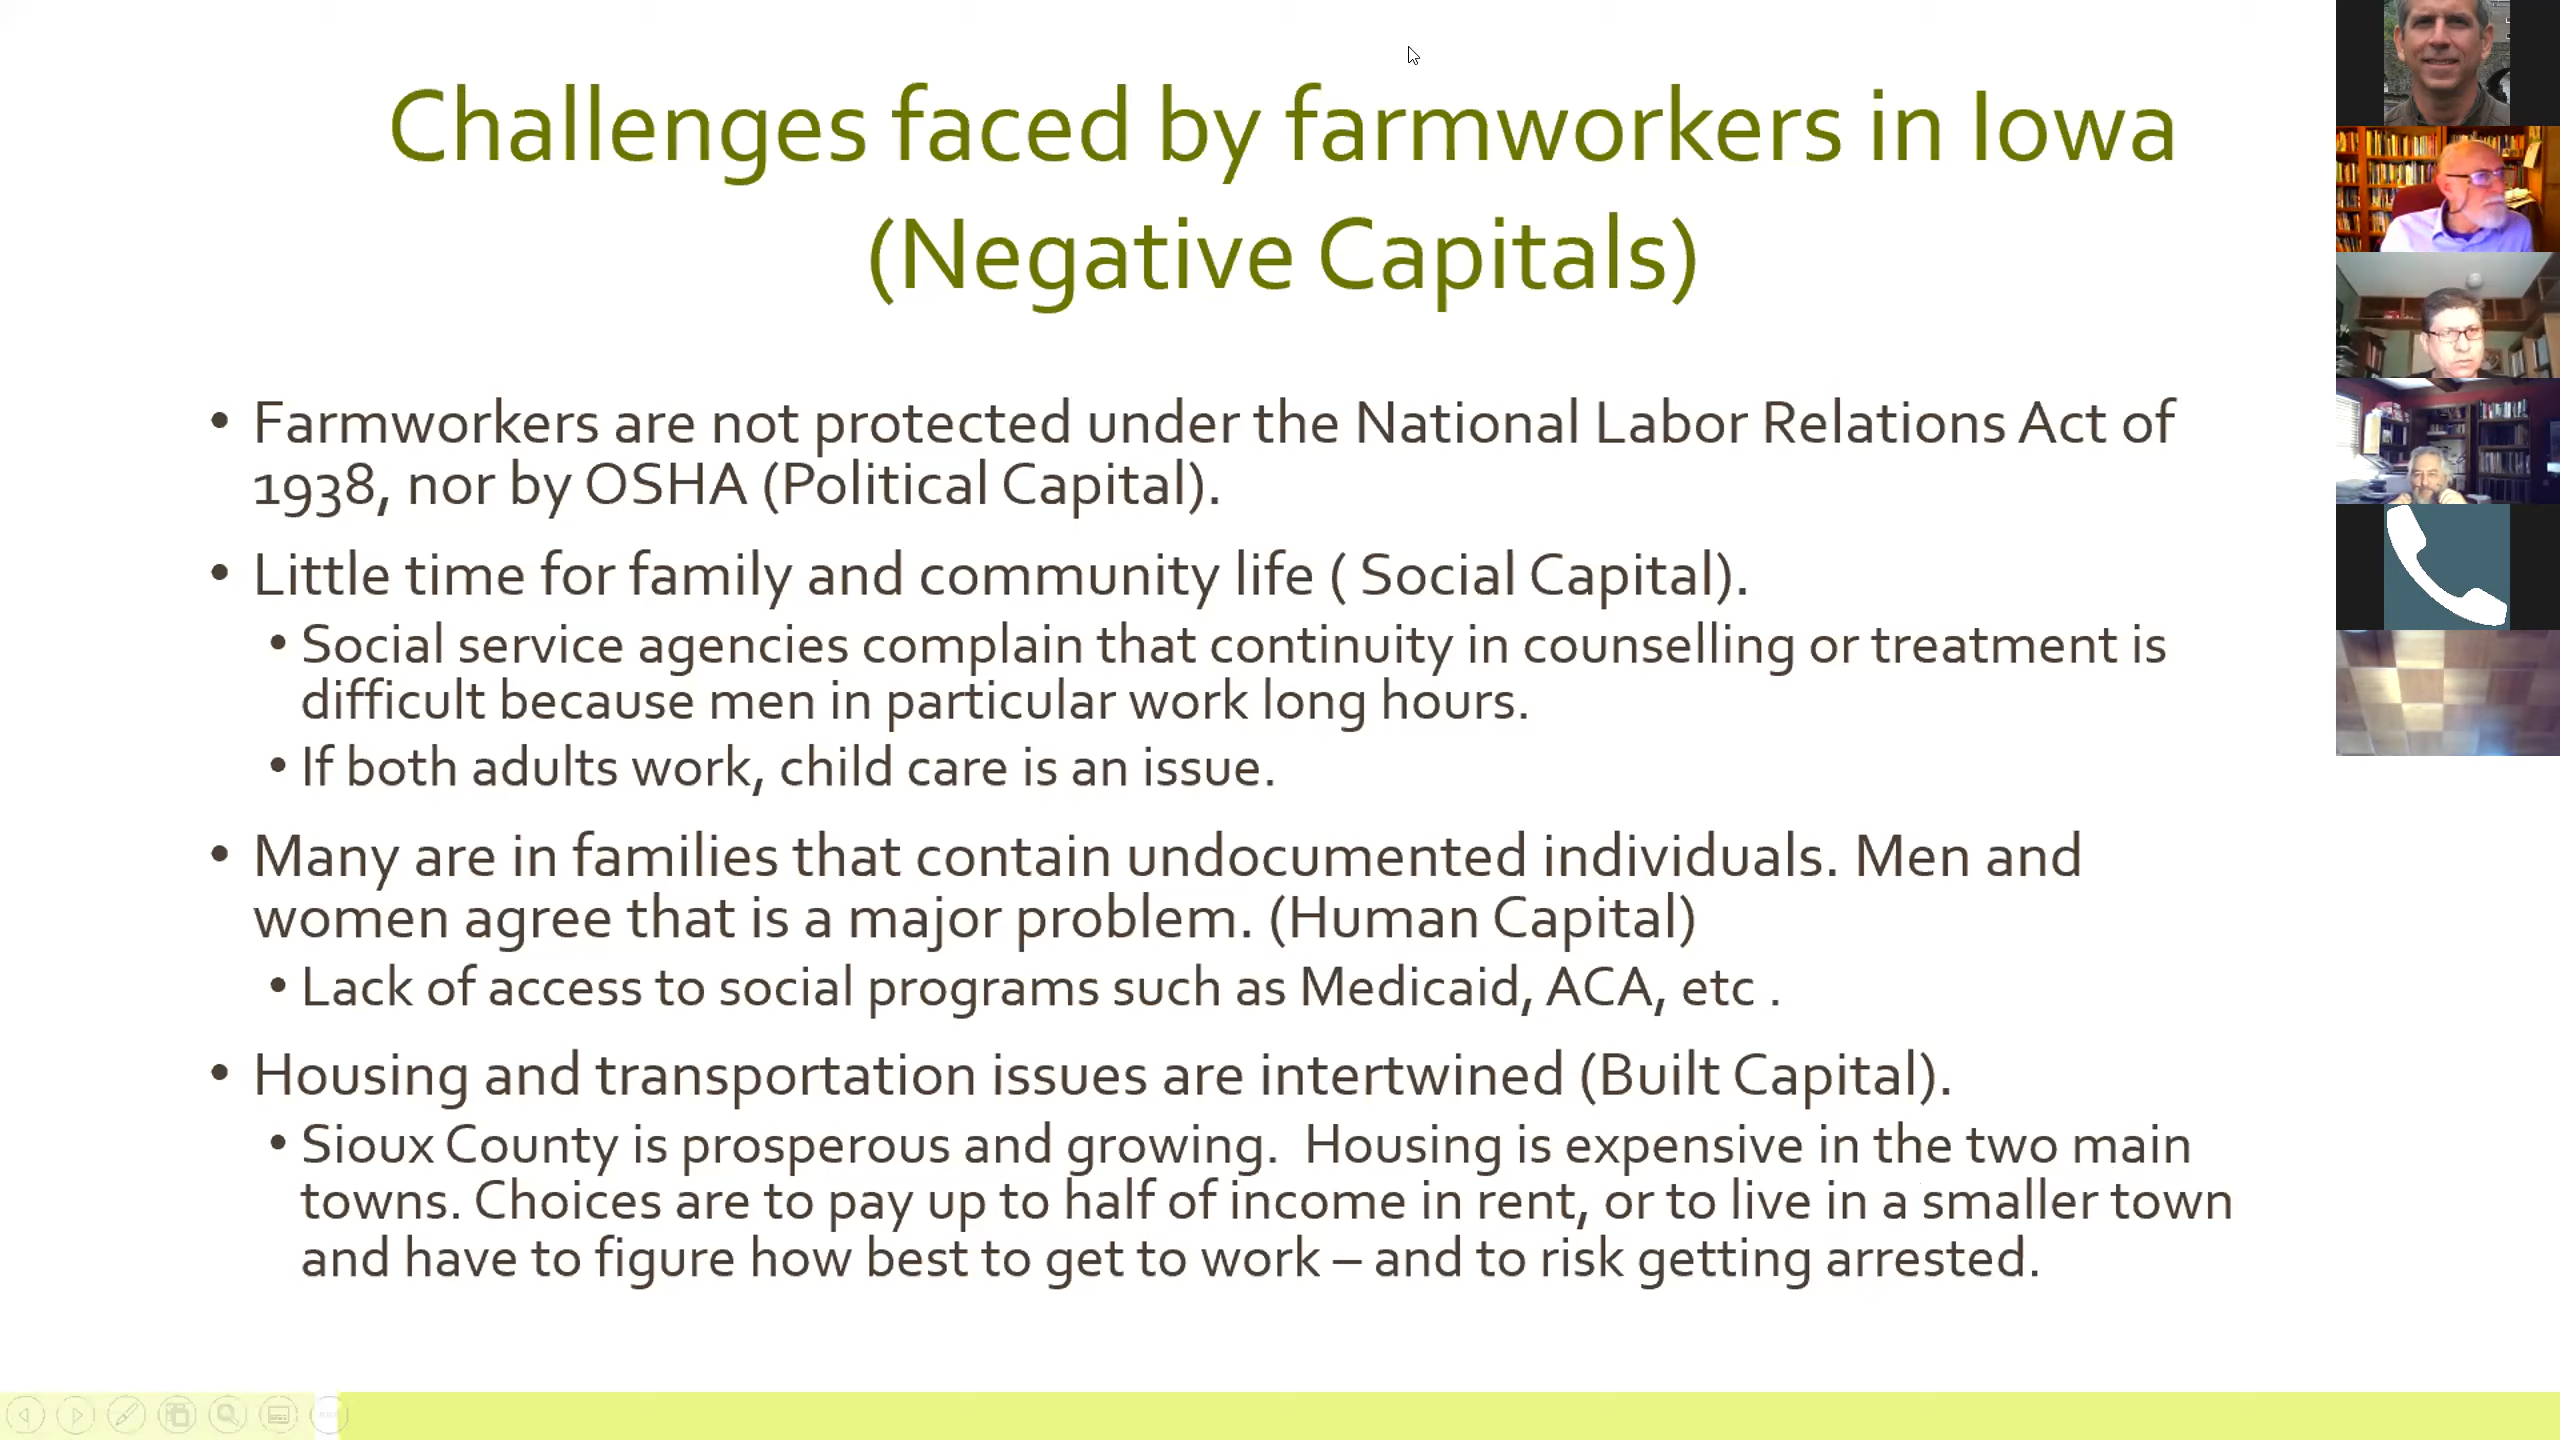 Challenges faced by farmworkers in Iowa
(Negative Capitals)
• Farmworkers are not protected under the National Labor Relations Act of
1938, nor by OSHA (Political Capital).
• Little time for family and community life ( Social Capital).
• Social service agencies complain that continuity in counselling or treatment is
difficult because men in particular work long hours.
• If both adults work, child care is an issue.
• Many are in families that contain undocumented individuals. Men and
women agree that is a major problem. (Human Capital)
• Lack of access to social programs such as Medicaid, ACA, etc .
• Housing and transportation issues are intertwined (Built Capital).
• Sioux County is prosperous and growing.  Housing is expensive in the two main
towns. Choices are to pay up to half of income in rent, or to live in a smaller town
and have to figure how best to get to work – and to risk getting arrested.